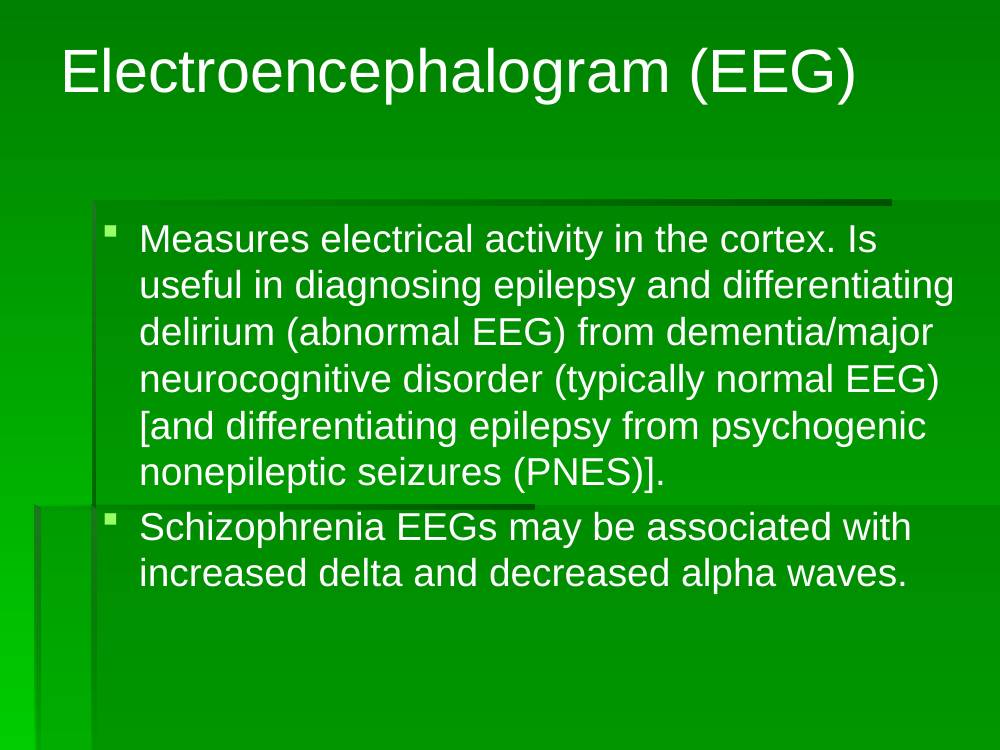 Electroencephalogram (EEG)
Measures electrical activity in the cortex. Is
useful in diagnosing epilepsy and differentiating
delirium (abnormal EEG) from dementia/major
neurocognitive disorder (typically normal EEG)
[and differentiating epilepsy from psychogenic
nonepileptic seizures (PNES)].
Schizophrenia EEGs may be associated with
increased delta and decreased alpha waves.